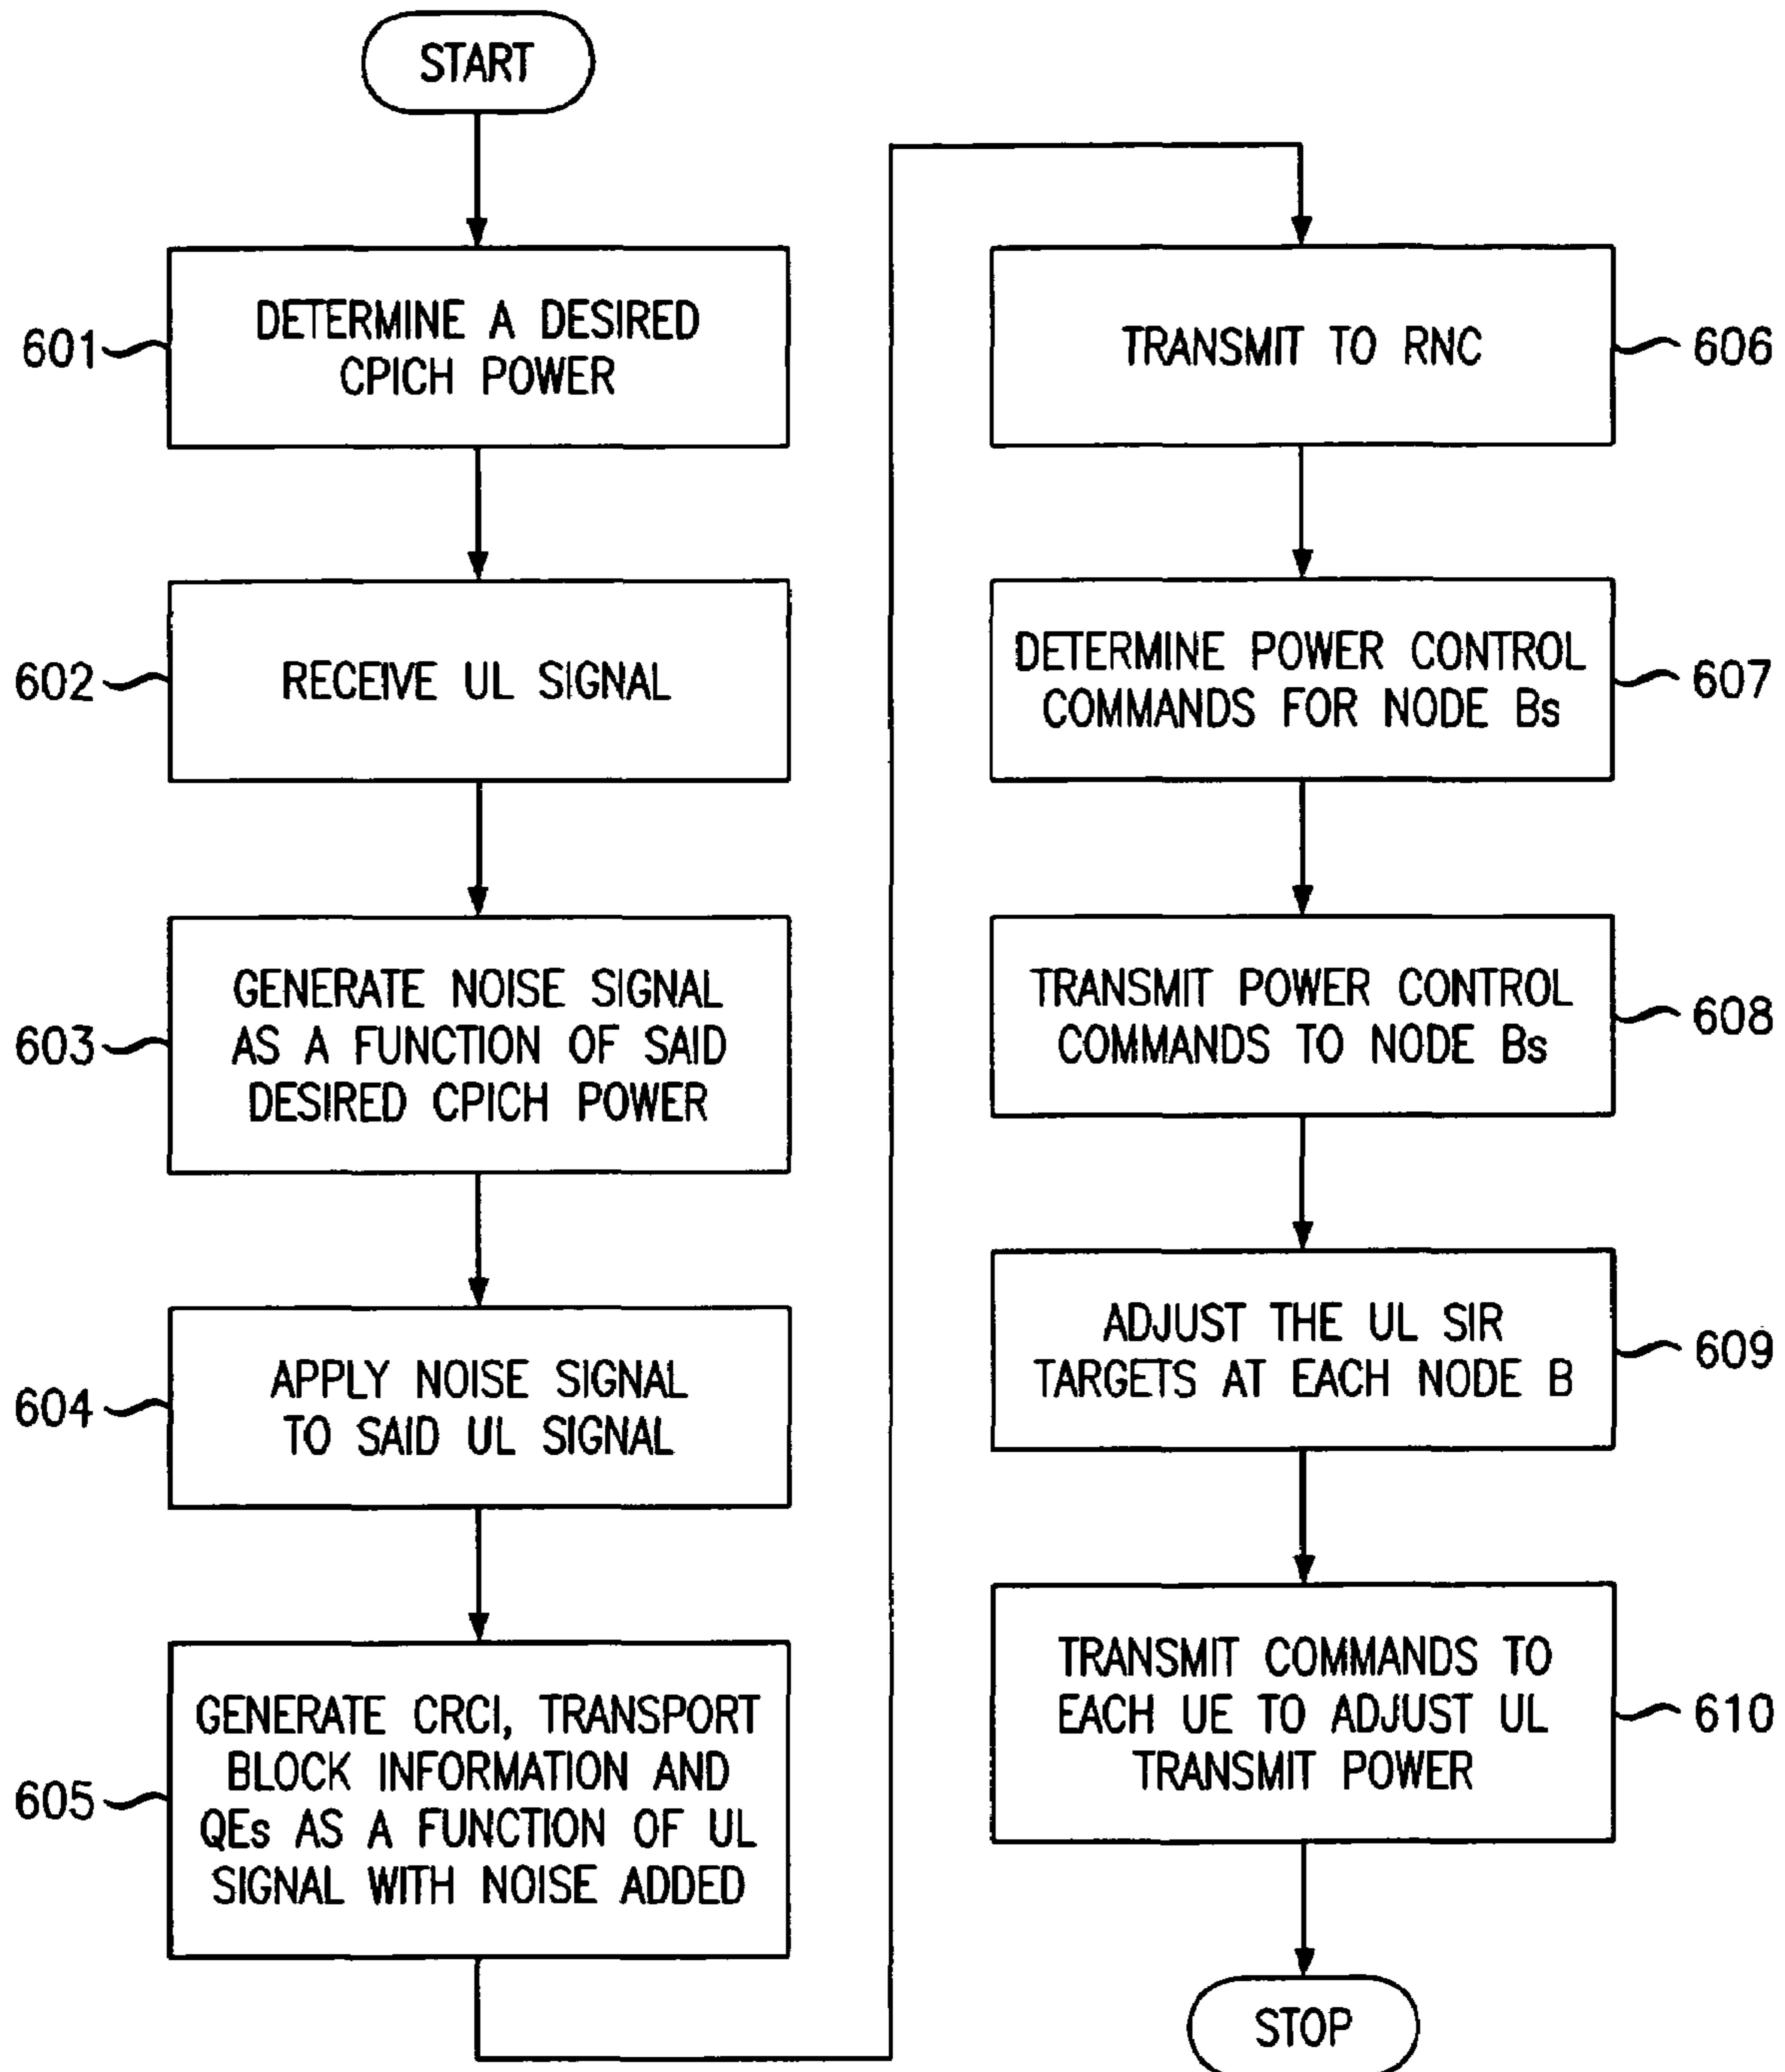 START
601
DETERMINE A DESIRED
CPICH POWER
602
RECEIVE UL SIGNAL
603
GENERATE NOISE SIGNAL
AS A FUNCTION OF SAID
DESIRED CPICH POWER
604
APPLY NOISE SIGNAL
TO SAID UL SIGNAL
605
GENERATE CRCI, TRANSPORT
BLOCK INFORMATION AND
QEs AS A FUNCTION OF UL
SIGNAL WITH NOISE ADDED
TRANSMIT TO RNC
606
DETERMINE POWER CONTROL
COMMANDS FOR NODE Bs
607
TRANSMIT POWER CONTROL
COMMANDS TO NODE Bs
608
ADJUST THE UL SIR
TARGETS AT EACH NODE B
609
TRANSMIT COMMANDS TO
EACH UE TO ADJUST UL
TRANSMIT POWER
610
STOP